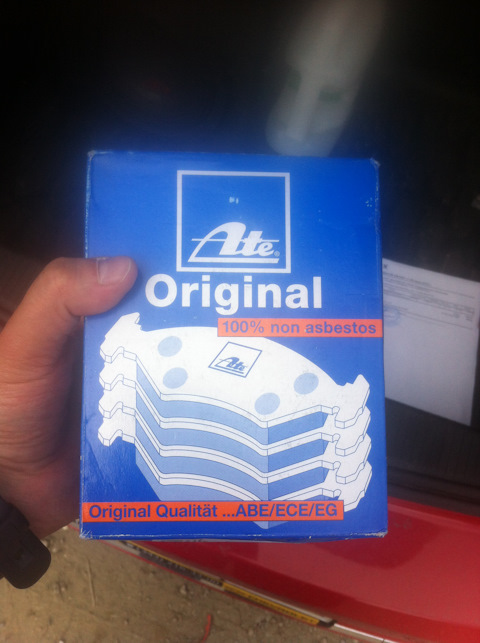 Ate®
Original
100% non asbestos
Ate
Original Qualität ...ABE/ECE/EG